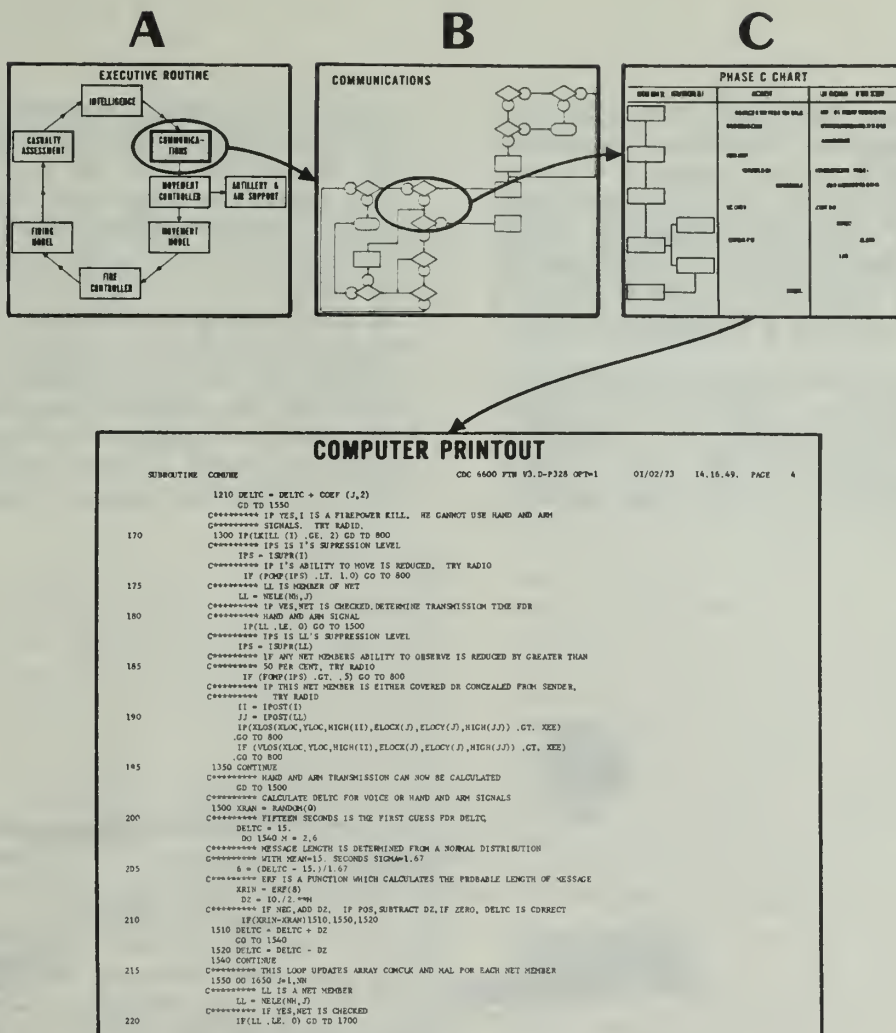 A
B
C
EXECUTIVE ROUTINE
INTELLIGENCE
CASUALTY
ASSESSMENT
COMMUNICA-
TIONS
MOVEMENT
CONTROLLER
ARTILLERY &
AIR SUPPORT
FIRING
MODEL
MOVEMENT
MODEL
FIRE
CONTROLLER
COMMUNICATIONS
PHASE C CHART
COMPUTER PRINTOUT
SUBROUTINE COMUNE CDC 6600 FTN V3.0-P328 OPT=1 01/02/73 14.16.49. PAGE 4
1210 DELTC = DELTC + COEF (J,2)
GO TO 1550
C********* IF YES,I IS A FIREPOWER KILL. HE CANNOT USE HAND AND ARM
C********* SIGNALS. TRY RADIO.
170 1300 IF(LKILL (I) .GE. 2) GO TO 800
C********* IPS IS I'S SUPRESSION LEVEL
IPS = ISUPR(I)
C********* IF I'S ABILITY TO MOVE IS REDUCED. TRY RADIO
IF (POMP(IPS) .LT. 1.0) GO TO 800
175 C********* LL IS MEMBER OF NET
LL = NELE(NH,J)
C********* IF YES,NET IS CHECKED.DETERMINE TRANSMISSION TIME FOR
180 C********* HAND AND ARM SIGNAL
IF(LL .LE. 0) GO TO 1500
C********* IPS IS LL'S SUPPRESSION LEVEL
IPS = ISUPR(LL)
C********* IF ANY NET MEMBERS ABILITY TO OBSERVE IS REDUCED BY GREATER THAN
185 C********* 50 PER CENT, TRY RADIO
IF (FOMP(IPS) .GT. .5) GO TO 800
C********* IF THIS NET MEMBER IS EITHER COVERED OR CONCEALED FROM SENDER,
C********* TRY RADIO
II = IPOST(I)
190 JJ = IPOST(LL)
IF(XLOS(XLOC,YLOC,HIGH(II),ELOCX(J),ELOCY(J),HIGH(JJ)) .GT. XEE)
.GO TO 800
IF (VLOS(XLOC,YLOC,HIGH(II),ELOCX(J),ELOCY(J),HIGH(JJ)) .GT. XEE)
.GO TO 800
195 1350 CONTINUE
C********* HAND AND ARM TRANSMISSION CAN NOW BE CALCULATED
GO TO 1500
C********* CALCULATE DELTC FOR VOICE OR HAND AND ARM SIGNALS
1500 XRAN = RANDOM(0)
200 C********* FIFTEEN SECONDS IS THE FIRST GUESS FOR DELTC
DELTC = 15.
DO 1540 M = 2,6
C********* MESSAGE LENGTH IS DETERMINED FROM A NORMAL DISTRIBUTION
C********* WITH MEAN=15. SECONDS SIGMA=1.67
205 B = (DELTC - 15.)/1.67
C********* ERF IS A FUNCTION WHICH CALCULATES THE PROBABLE LENGTH OF MESSAGE
XRIN = ERF(B)
DZ = 10./2.**M
C********* IF NEG,ADD DZ. IF POS,SUBTRACT DZ,IF ZERO, DELTC IS CORRECT
210 IF(XRIN-XRAN)1510,1550,1520
1510 DELTC = DELTC + DZ
GO TO 1540
1520 DELTC = DELTC - DZ
1540 CONTINUE
215 C********* THIS LOOP UPDATES ARRAY COMCLK AND MAL FOR EACH NET MEMBER
1550 DO 1650 J=1,NN
C********* LL IS A NET MEMBER
LL = NELE(NH,J)
C********* IF YES,NET IS CHECKED
220 IF(LL .LE. 0) GO TO 1700